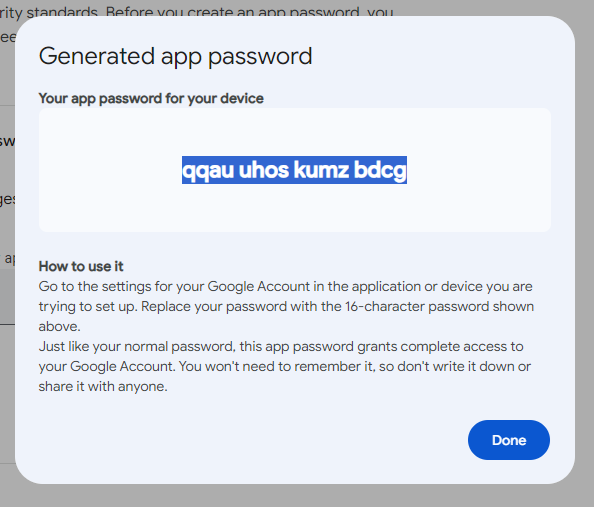 rity standards. Before you create an app password, you
Generated app password
Your app password for your device
qqau uhos kumz bdcg
How to use it
Go to the settings for your Google Account in the application or device you are
trying to set up. Replace your password with the 16-character password shown
above.
Just like your normal password, this app password grants complete access to
your Google Account. You won't need to remember it, so don't write it down or
share it with anyone.
Done